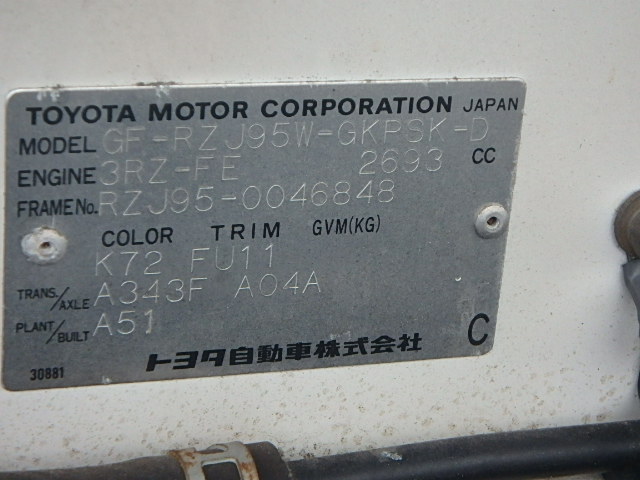 TOYOTA MOTOR CORPORATION JAPAN
MODEL GF-RZJ95W-GKPSK-D
ENGINE 3RZ-FE 2693 CC
FRAME No. RZJ95-0046848
COLOR TRIM GVM(KG)
K72 FU11
TRANS./AXLE A343F A04A
PLANT/BUILT A51
トヨタ自動車株式会社 C
30881